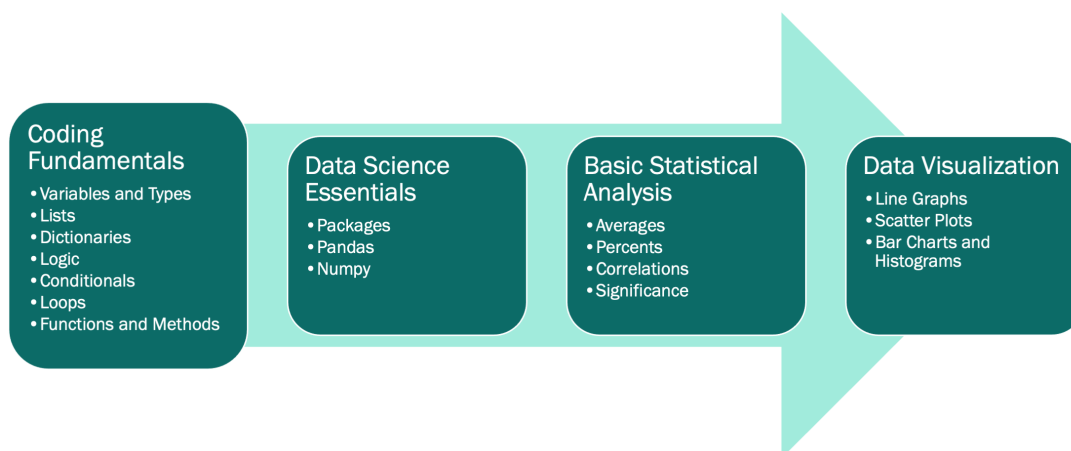 Coding
Fundamentals
• Variables and Types
• Lists
• Dictionaries
• Logic
• Conditionals
• Loops
• Functions and Methods
Data Science
Essentials
• Packages
• Pandas
• Numpy
Basic Statistical
Analysis
• Averages
• Percents
• Correlations
• Significance
Data Visualization
• Line Graphs
• Scatter Plots
• Bar Charts and
Histograms